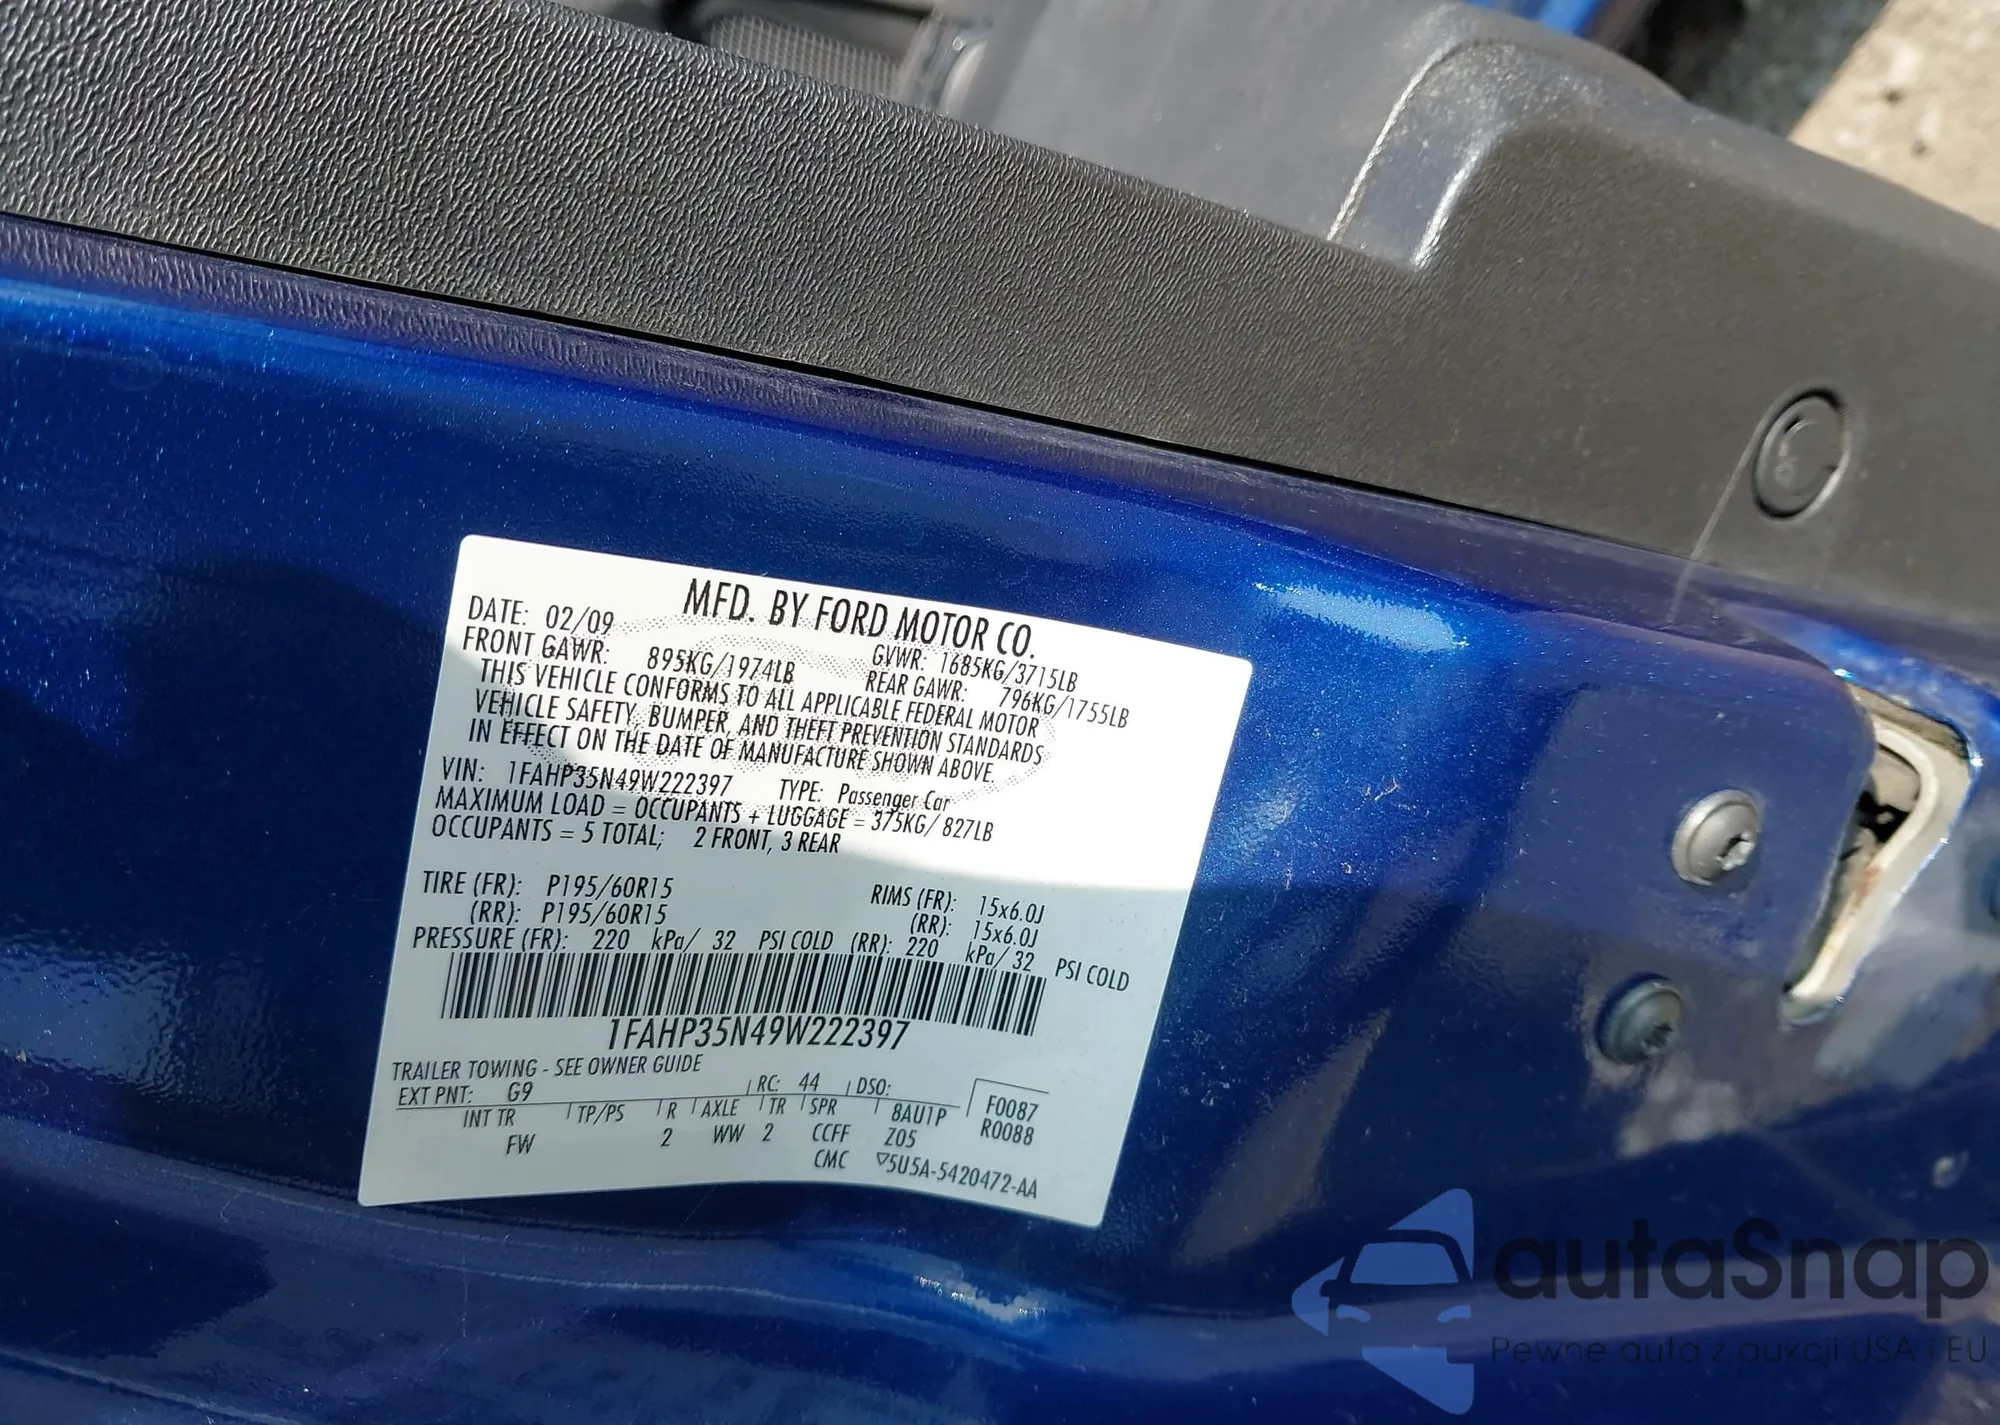 MFD. BY FORD MOTOR CO.
DATE: 02/09 GVWR: 1685KG/3715LB
FRONT GAWR: 895KG/1974LB REAR GAWR: 796KG/1755LB
THIS VEHICLE CONFORMS TO ALL APPLICABLE FEDERAL MOTOR
VEHICLE SAFETY, BUMPER, AND THEFT PREVENTION STANDARDS
IN EFFECT ON THE DATE OF MANUFACTURE SHOWN ABOVE.
VIN: 1FAHP35N49W222397 TYPE: Passenger Car
MAXIMUM LOAD = OCCUPANTS + LUGGAGE = 375KG/ 827LB
OCCUPANTS = 5 TOTAL; 2 FRONT, 3 REAR
TIRE (FR): P195/60R15 RIMS (FR): 15x6.0J
(RR): P195/60R15 (RR): 15x6.0J
PRESSURE (FR): 220 kPa/ 32 PSI COLD (RR): 220 kPa/ 32 PSI COLD
1FAHP35N49W222397
TRAILER TOWING - SEE OWNER GUIDE
EXT PNT: G9 RC: 44 DSO: F0087
INT TR TP/PS R AXLE TR SPR 8AU1P R0088
FW 2 WW 2 CCFF Z05
CMC ▽5U5A-5420472-AA
autaSnap
Pewne auta z aukcji USA i EU